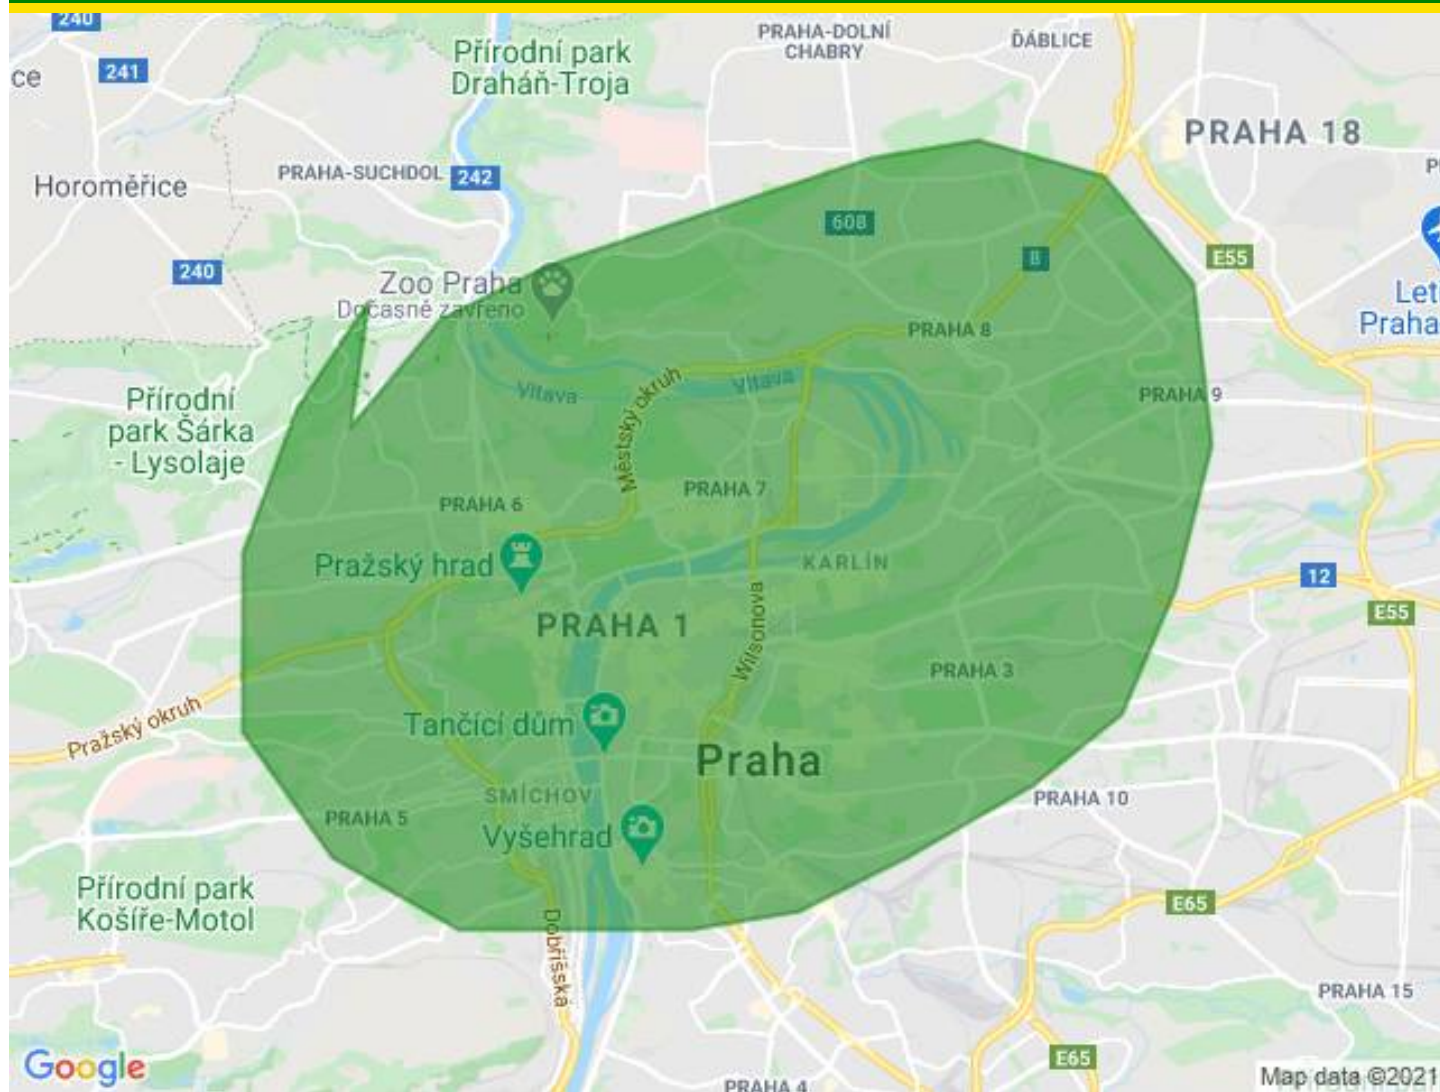 240
ce
241
Přírodní park
Draháň-Troja
PRAHA-DOLNÍ
CHABRY
ĎÁBLICE
PRAHA 18
Horoměřice
PRAHA-SUCHDOL
242
608
240
8
E55
Zoo Praha
Dočasně zavřeno
Let
Praha
PRAHA 8
Vltava
Vltava
Městský okruh
PRAHA 9
Přírodní
park Šárka
- Lysolaje
PRAHA 6
PRAHA 7
Pražský hrad
KARLÍN
12
E55
PRAHA 1
Wilsonova
PRAHA 3
Pražský okruh
Tančící dům
Praha
SMÍCHOV
PRAHA 10
PRAHA 5
Vyšehrad
Přírodní park
Košíře-Motol
E65
Dobříšská
PRAHA 15
Google
E65
PRAHA 4
Map data ©2021